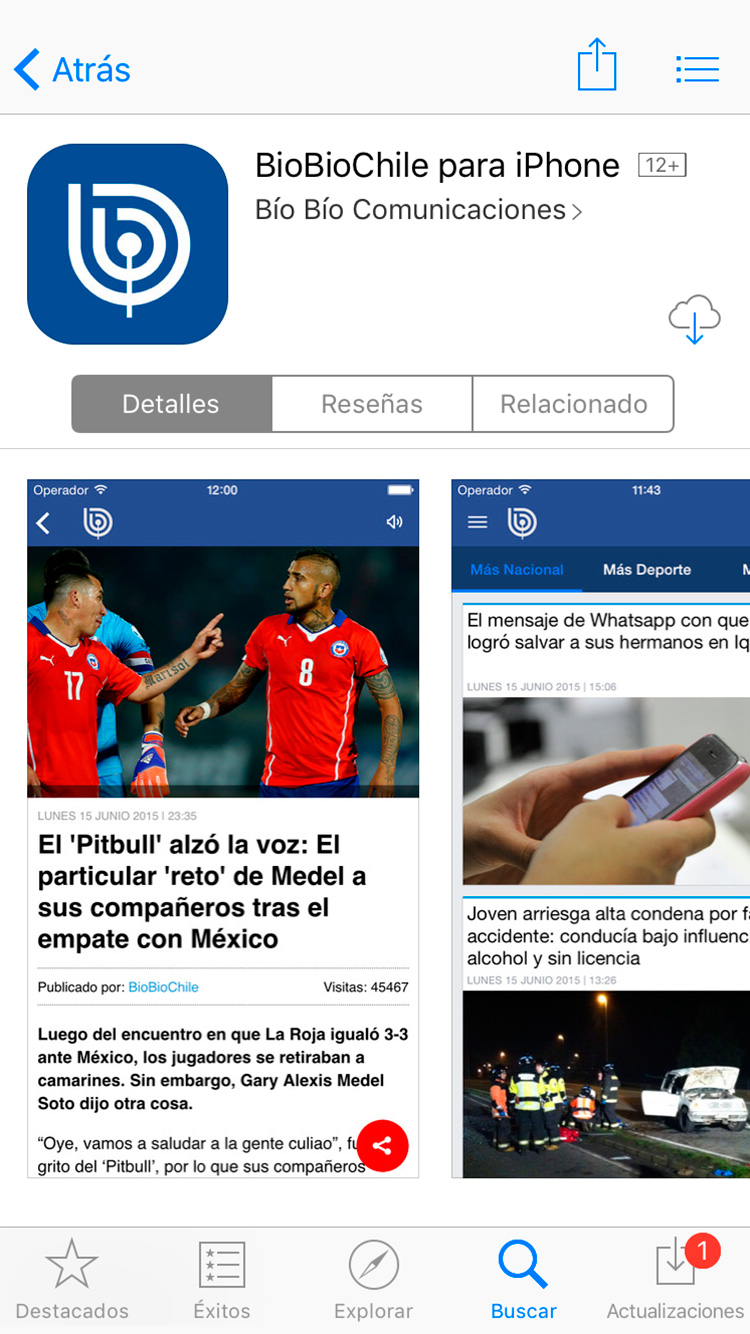 Atrás
BioBioChile para iPhone 12+
Bío Bío Comunicaciones
Detalles
Reseñas
Relacionado
Operador
12:00
17
Marisol
8
LUNES 15 JUNIO 2015 | 23:35
El 'Pitbull' alzó la voz: El
particular 'reto' de Medel a
sus compañeros tras el
empate con México
Publicado por: BioBioChile
Visitas: 45467
Luego del encuentro en que La Roja igualó 3-3
ante México, los jugadores se retiraban a
camarines. Sin embargo, Gary Alexis Medel
Soto dijo otra cosa.
“Oye, vamos a saludar a la gente culiao”, fu
grito del ‘Pitbull’, por lo que sus compañeros
Operador
11:43
Más Nacional
Más Deporte
M
El mensaje de Whatsapp con que
logró salvar a sus hermanos en Iq
LUNES 15 JUNIO 2015 | 15:06
Joven arriesga alta condena por fa
accidente: conducía bajo influenc
alcohol y sin licencia
LUNES 15 JUNIO 2015 | 13:26
Destacados
Éxitos
Explorar
Buscar
1
Actualizaciones